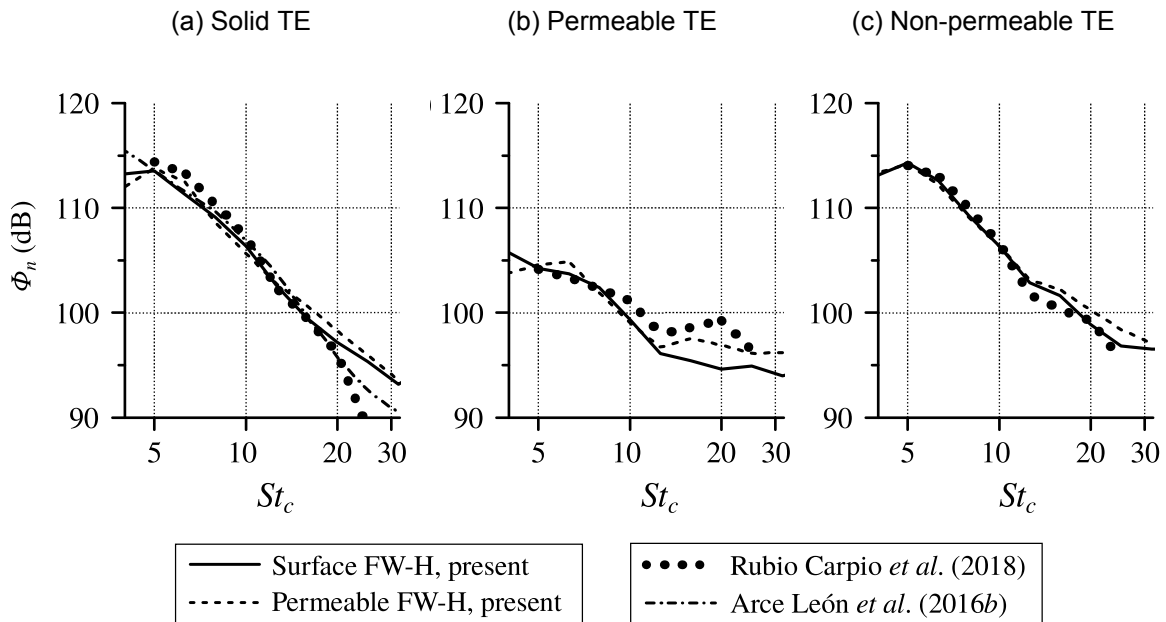 (a) Solid TE (b) Permeable TE (c) Non-permeable TE
120 ) 120 120
110 110 110
Φn (dB)
100 100 100
90 90 90
5 10 20 30 5 10 20 30 5 10 20 30
Stc Stc Stc
Surface FW-H, present
Permeable FW-H, present
Rubio Carpio et al. (2018)
Arce León et al. (2016b)